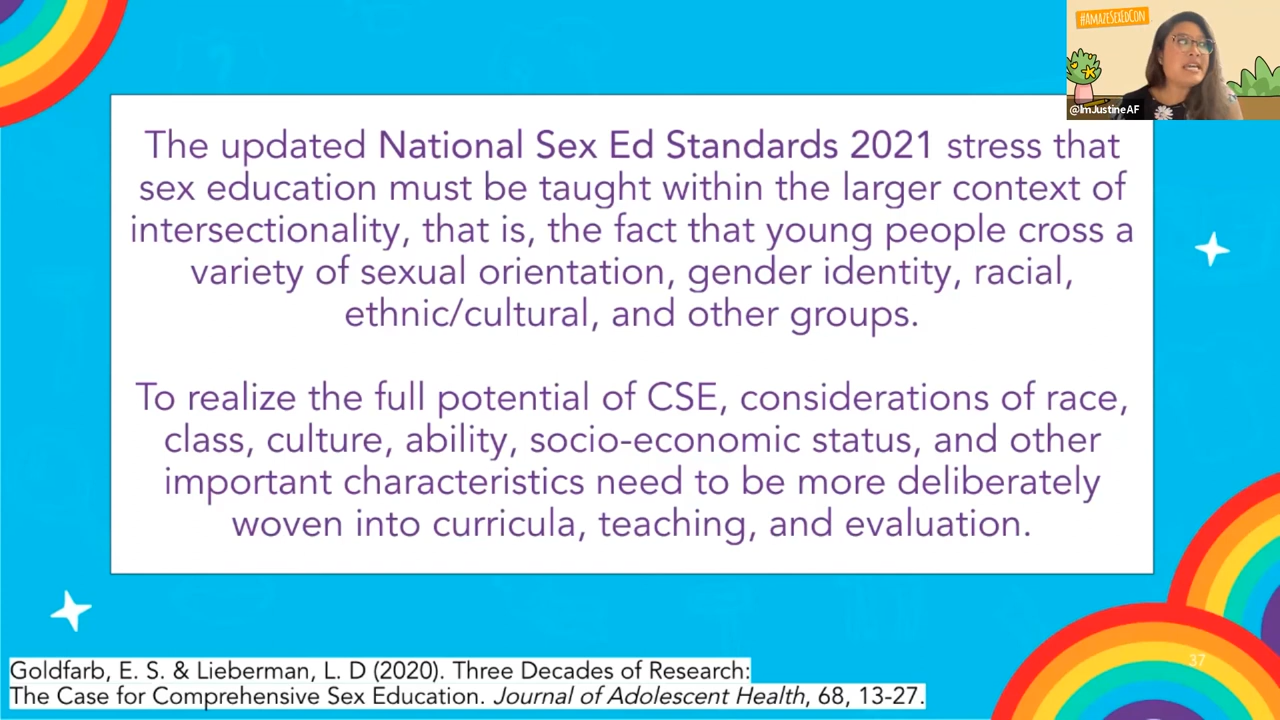 #AMAZESEXEDCON
@ImJustineAF
The updated National Sex Ed Standards 2021 stress that
sex education must be taught within the larger context of
intersectionality, that is, the fact that young people cross a
variety of sexual orientation, gender identity, racial,
ethnic/cultural, and other groups.
To realize the full potential of CSE, considerations of race,
class, culture, ability, socio-economic status, and other
important characteristics need to be more deliberately
woven into curricula, teaching, and evaluation.
37
Goldfarb, E. S. & Lieberman, L. D (2020). Three Decades of Research:
The Case for Comprehensive Sex Education. Journal of Adolescent Health, 68, 13-27.